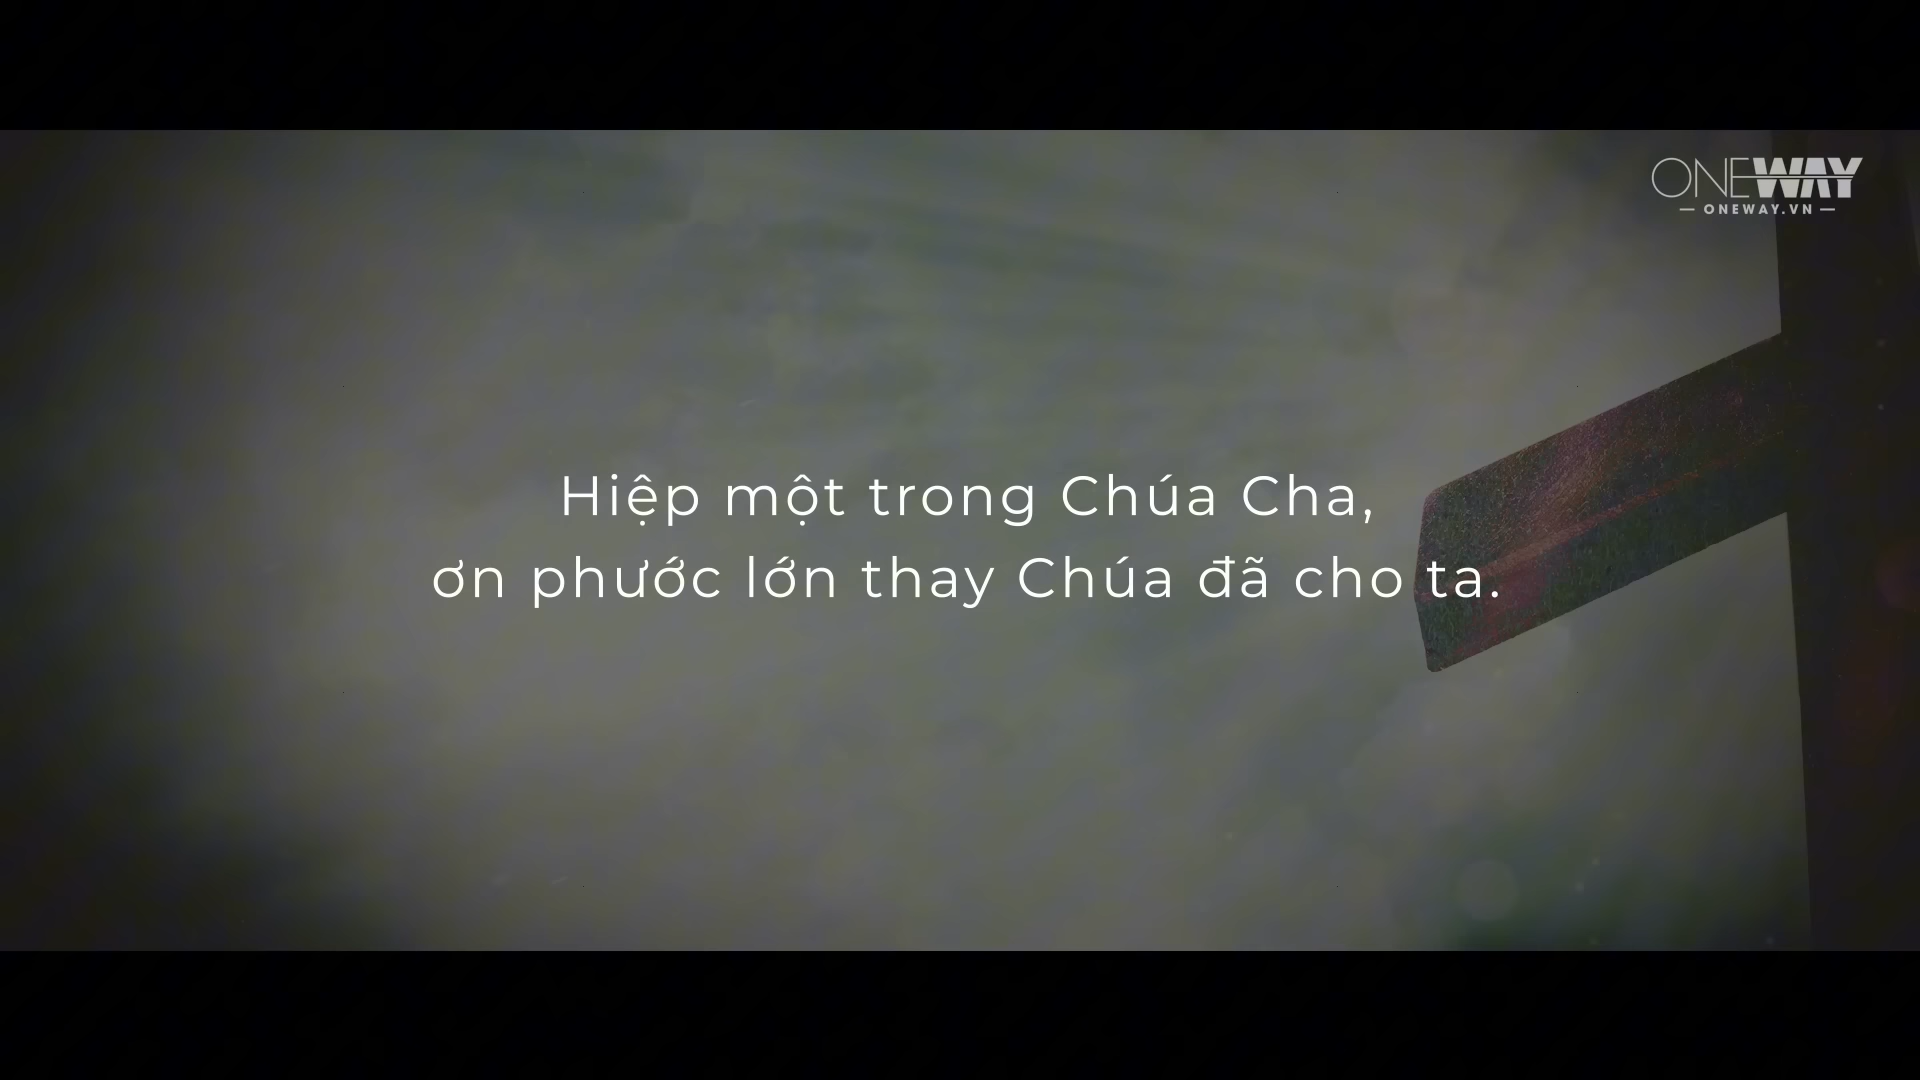 ONEWAY
— ONEWAY.VN —
Hiệp một trong Chúa Cha,
ơn phước lớn thay Chúa đã cho ta.